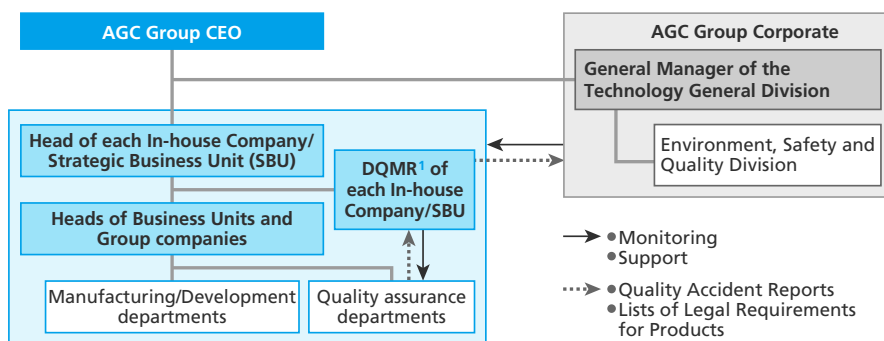 AGC Group CEO
AGC Group Corporate
General Manager of the
Technology General Division
Environment, Safety and
Quality Division
Head of each In-house Company/
Strategic Business Unit (SBU)
DQMR¹ of
each In-house
Company/SBU
Heads of Business Units and
Group companies
Manufacturing/Development
departments
Quality assurance
departments
●Monitoring
●Support
●Quality Accident Reports
●Lists of Legal Requirements
for Products